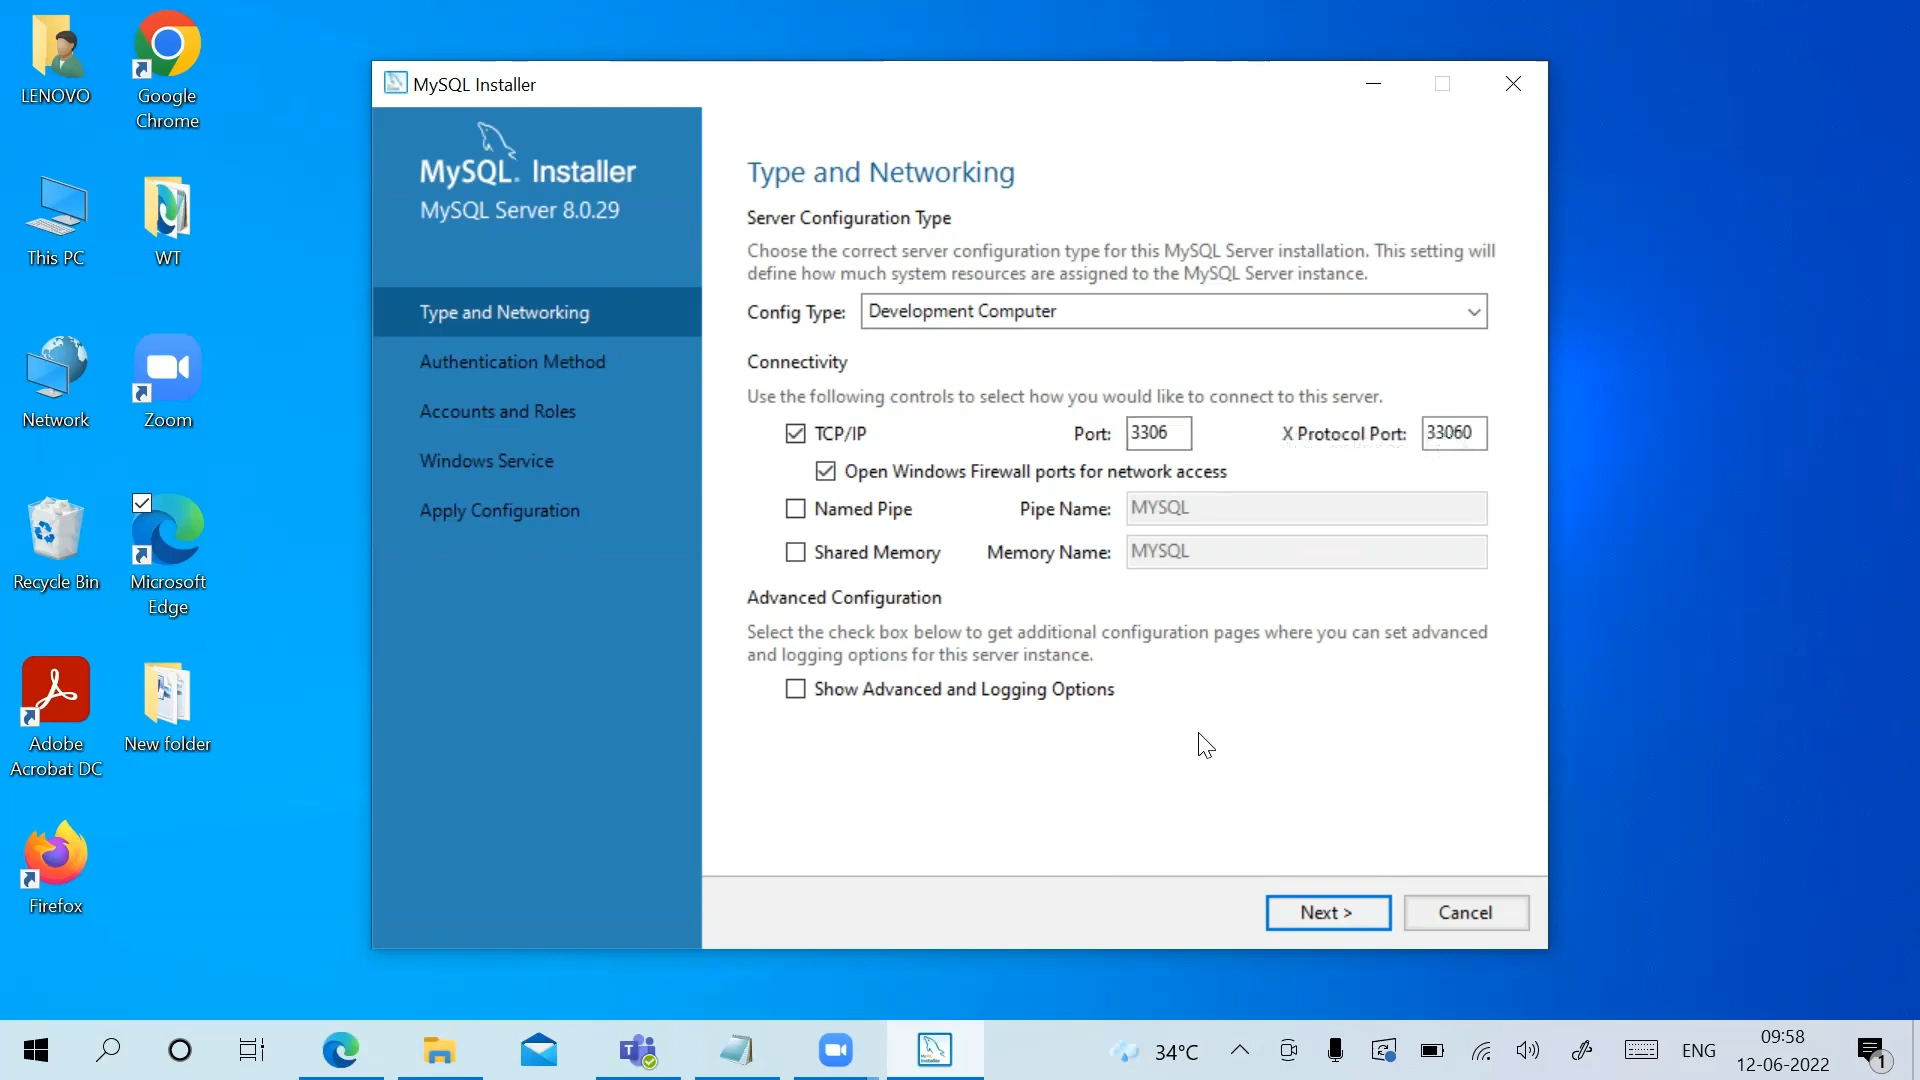 LENOVO
Google
Chrome
This PC
WT
Network
Zoom
Recycle Bin
Microsoft
Edge
Adobe
Acrobat DC
New folder
Firefox
MySQL Installer
MySQL. Installer
MySQL Server 8.0.29
Type and Networking
Authentication Method
Accounts and Roles
Windows Service
Apply Configuration
Type and Networking
Server Configuration Type
Choose the correct server configuration type for this MySQL Server installation. This setting will
define how much system resources are assigned to the MySQL Server instance.
Config Type: Development Computer
Connectivity
Use the following controls to select how you would like to connect to this server.
TCP/IP Port: 3306 X Protocol Port: 33060
Open Windows Firewall ports for network access
Named Pipe Pipe Name: MYSQL
Shared Memory Memory Name: MYSQL
Advanced Configuration
Select the check box below to get additional configuration pages where you can set advanced
and logging options for this server instance.
Show Advanced and Logging Options
Next > Cancel
34°C ENG 09:58
12-06-2022
1